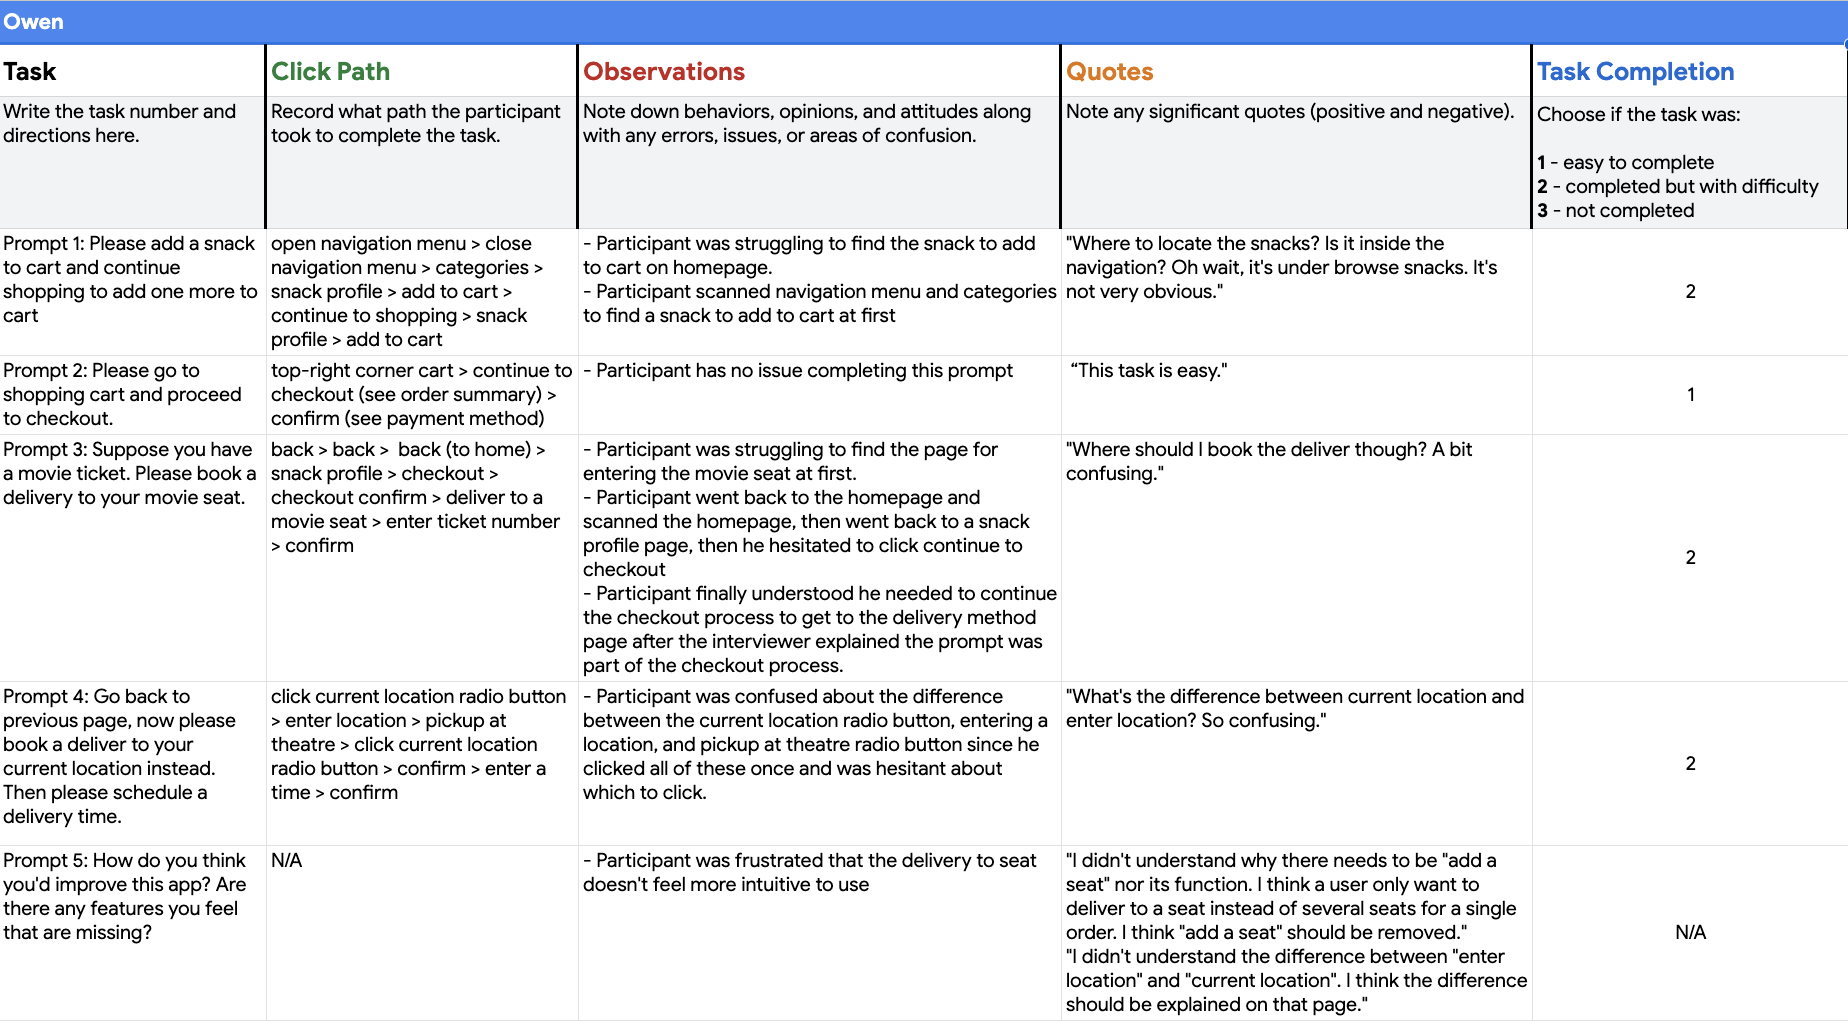 Owen
Task
Click Path
Observations
Quotes
Task Completion
Write the task number and
directions here.
Record what path the participant
took to complete the task.
Note down behaviors, opinions, and attitudes along
with any errors, issues, or areas of confusion.
Note any significant quotes (positive and negative).
Choose if the task was:
1 - easy to complete
2 - completed but with difficulty
3 - not completed
Prompt 1: Please add a snack
to cart and continue
shopping to add one more to
cart
open navigation menu > close
navigation menu > categories >
snack profile > add to cart >
continue to shopping > snack
profile > add to cart
- Participant was struggling to find the snack to add
to cart on homepage.
- Participant scanned navigation menu and categories
to find a snack to add to cart at first
"Where to locate the snacks? Is it inside the
navigation? Oh wait, it's under browse snacks. It's
not very obvious."
2
Prompt 2: Please go to
shopping cart and proceed
to checkout.
top-right corner cart > continue to
checkout (see order summary) >
confirm (see payment method)
- Participant has no issue completing this prompt
“This task is easy."
1
Prompt 3: Suppose you have
a movie ticket. Please book a
delivery to your movie seat.
back > back >  back (to home) >
snack profile > checkout >
checkout confirm > deliver to a
movie seat > enter ticket number
> confirm
- Participant was struggling to find the page for
entering the movie seat at first.
- Participant went back to the homepage and
scanned the homepage, then went back to a snack
profile page, then he hesitated to click continue to
checkout
- Participant finally understood he needed to continue
the checkout process to get to the delivery method
page after the interviewer explained the prompt was
part of the checkout process.
"Where should I book the deliver though? A bit
confusing."
2
Prompt 4: Go back to
previous page, now please
book a deliver to your
current location instead.
Then please schedule a
delivery time.
click current location radio button
> enter location > pickup at
theatre > click current location
radio button > confirm > enter a
time > confirm
- Participant was confused about the difference
between the current location radio button, entering a
location, and pickup at theatre radio button since he
clicked all of these once and was hesitant about
which to click.
"What's the difference between current location and
enter location? So confusing."
2
Prompt 5: How do you think
you'd improve this app? Are
there any features you feel
that are missing?
N/A
- Participant was frustrated that the delivery to seat
doesn't feel more intuitive to use
"I didn't understand why there needs to be "add a
seat" nor its function. I think a user only want to
deliver to a seat instead of several seats for a single
order. I think "add a seat" should be removed."
"I didn't understand the difference between "enter
location" and "current location". I think the difference
should be explained on that page."
N/A